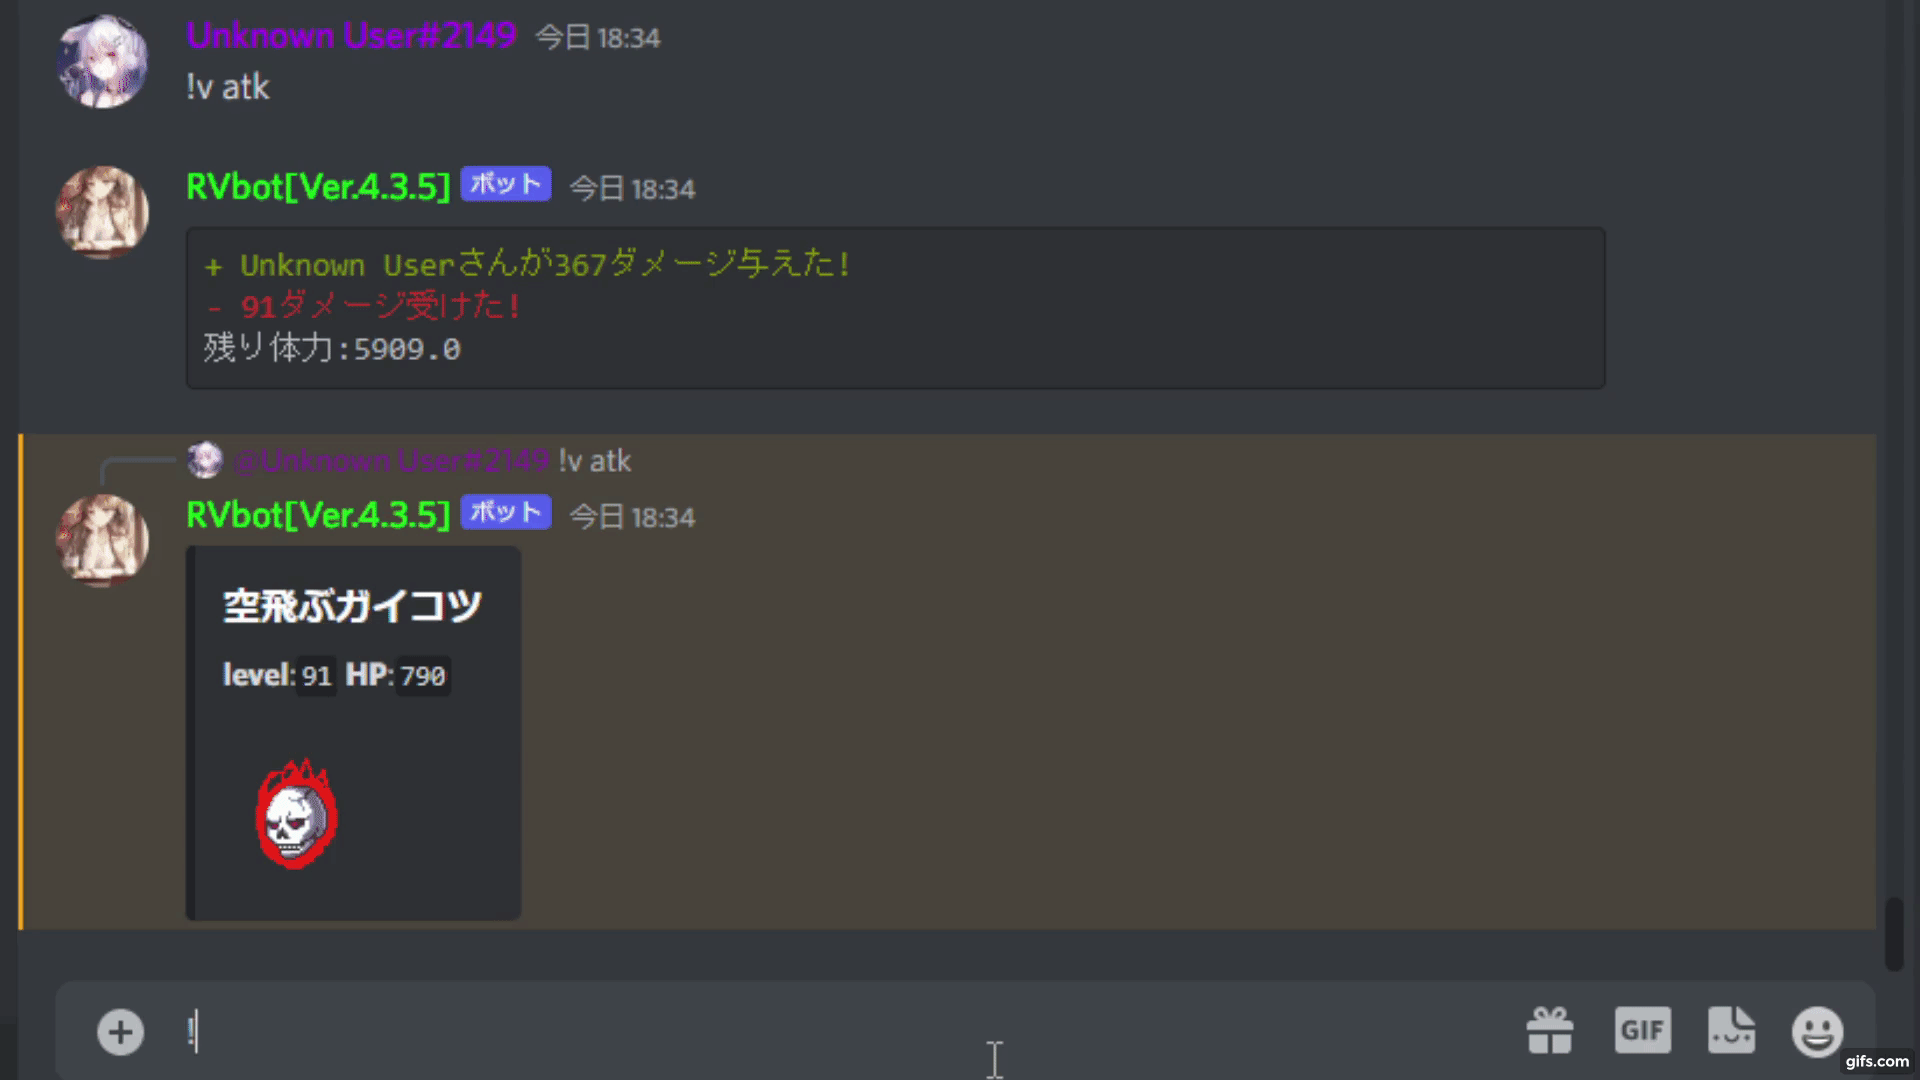 Unknown User#2149 今日 18:34
!v atk
RVbot[Ver.4.3.5] ボット 今日 18:34
+ Unknown Userさんが367ダメージ与えた!
- 91ダメージ受けた!
残り体力:5909.0
@Unknown User#2149 !v atk
RVbot[Ver.4.3.5] ボット 今日 18:34
空飛ぶガイコツ
level:91 HP:790
!
GIF
gifs.com